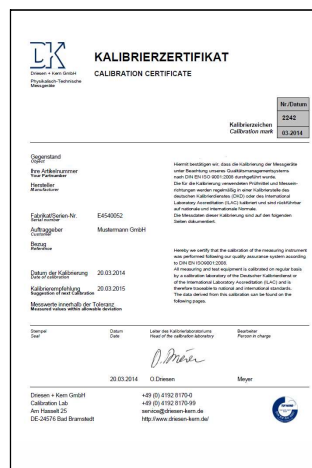 DK
Driesen + Kern GmbH
Physikalisch-Technische
Messgeräte
KALIBRIERZERTIFIKAT
CALIBRATION CERTIFICATE
Nr./Datum
2242
03.2014
Kalibrierzeichen
Calibration mark
Gegenstand
Object
Ihre Artikelnummer
Your Partnumber
Hersteller
Manufacturer
Fabrikat/Serien-Nr. E4540052
Serial number
Auftraggeber Mustermann GmbH
Customer
Bezug
Reference
Datum der Kalibrierung 20.03.2014
Date of calibration
Kalibrierempfehlung 20.03.2015
Suggestion of next Calibration
Messwerte innerhalb der Toleranz
Measured values within allowable deviation
Hiermit bestätigen wir, dass die Kalibrierung der Messgeräte
unter Beachtung unseres Qualitätsmanagementsystems
nach DIN EN ISO 9001:2008 durchgeführt wurde.
Die für die Kalibrierung verwendeten Prüfmittel und Messein-
richtungen werden regelmäßig in einer Kalibrierstelle des
deutschen Kalibrierdienstes (DKD) oder des International
Laboratory Accreditation (ILAC) kalibriert und sind rückführbar
auf nationale und internationale Normale.
Die Messdaten dieser Kalibrierung sind auf der folgenden
Seiten dokumentiert.
Hereby we certify that the calibration of the measuring instrument
was performed following our quality assurance system according
to DIN EN ISO9001:2008.
All measuring and test equipment is calibrated on regular basis
by a calibration laboratory of the Deutscher Kalibrierdienst or
of the International Laboratory Accreditation (ILAC) and is
therefore traceable to national and international standards.
The data derived from this calibration can be found on the
following pages.
Stempel Datum Leiter des Kalibrierlaboratoriums Bearbeiter
Seal Date Head of the calibration laboratory Person in charge
20.03.2014 O.Driesen Meyer
Driesen + Kern GmbH +49 (0) 4192 8170-0
Calibration Lab +49 (0) 4192 8170-99
Am Hasselt 25 service@driesen-kern.de
DE-24576 Bad Bramstedt http://www.driesen-kern.de/